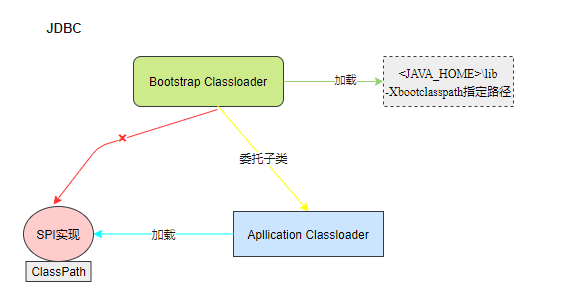 JDBC
Bootstrap Classloader
加载
<JAVA_HOME>\lib
-Xbootclasspath指定路径
委托子类
SPI实现
加载
Apllication Classloader
ClassPath